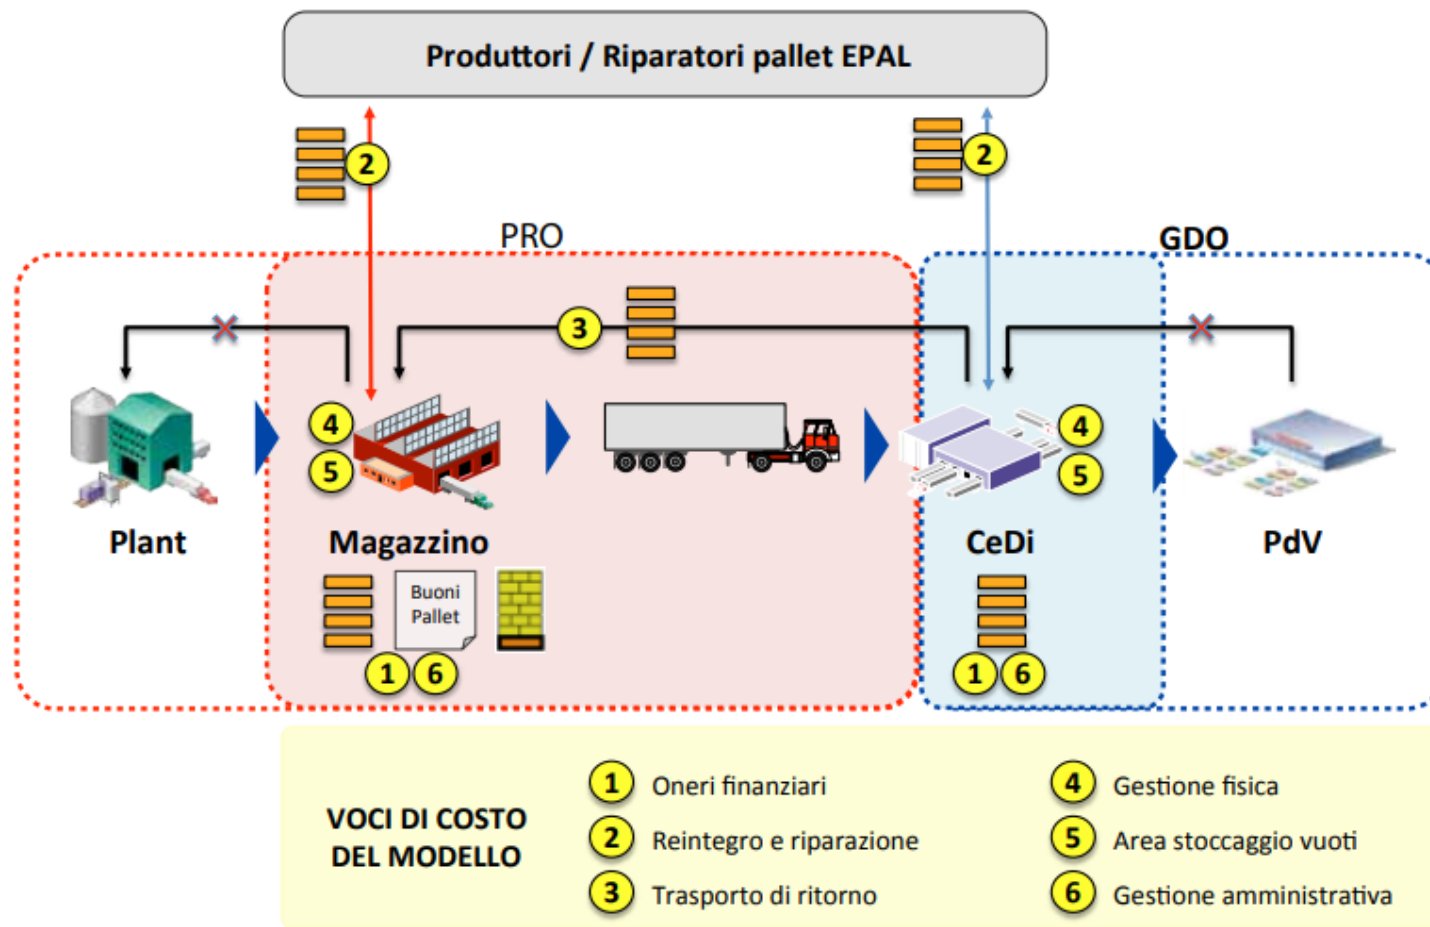 Produttori / Riparatori pallet EPAL
2
2
PRO
GDO
3
4
5
4
5
Plant
Magazzino
CeDi
PdV
Buoni
Pallet
1
6
1
6
VOCI DI COSTO
DEL MODELLO
1 Oneri finanziari
2 Reintegro e riparazione
3 Trasporto di ritorno
4 Gestione fisica
5 Area stoccaggio vuoti
6 Gestione amministrativa